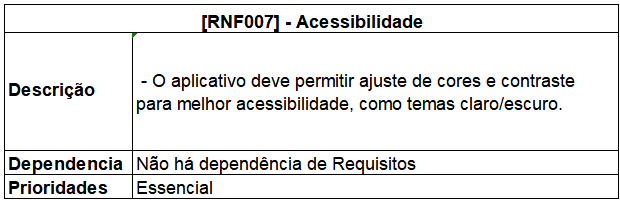 [RNF007] - Acessibilidade
Descrição
- O aplicativo deve permitir ajuste de cores e contraste
para melhor acessibilidade, como temas claro/escuro.
Dependencia Não há dependência de Requisitos
Prioridades Essencial